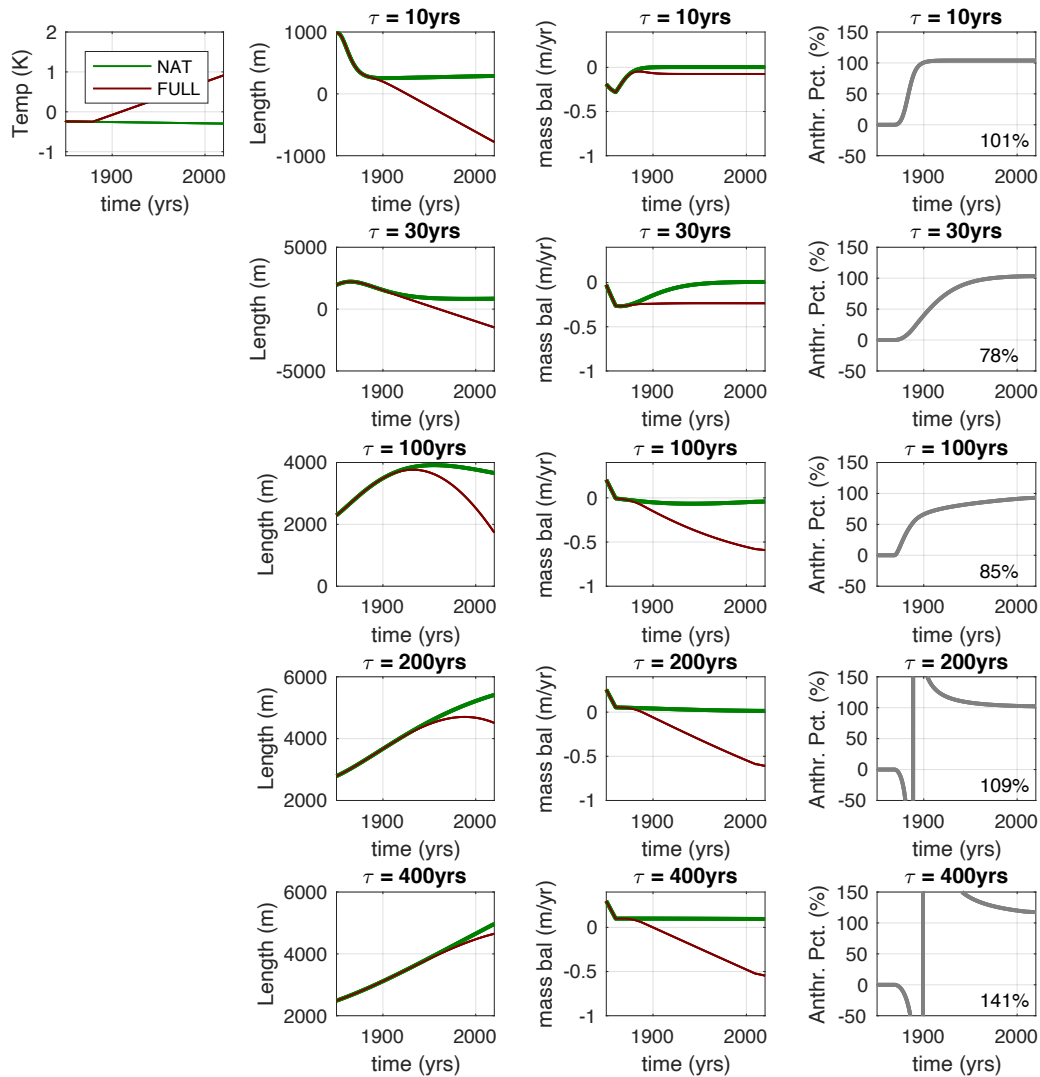 2
1
0
-1
Temp (K)
NAT
FULL
1900
2000
time (yrs)
τ = 10yrs
1000
0
-1000
Length (m)
1900
2000
time (yrs)
τ = 10yrs
0
-0.5
-1
mass bal (m/yr)
1900
2000
time (yrs)
τ = 10yrs
150
100
50
0
-50
Anthr. Pct. (%)
101%
1900
2000
time (yrs)
τ = 30yrs
5000
0
-5000
Length (m)
1900
2000
time (yrs)
τ = 30yrs
0
-0.5
-1
mass bal (m/yr)
1900
2000
time (yrs)
τ = 30yrs
150
100
50
0
-50
Anthr. Pct. (%)
78%
1900
2000
time (yrs)
τ = 100yrs
4000
2000
0
Length (m)
1900
2000
time (yrs)
τ = 100yrs
0
-0.5
-1
mass bal (m/yr)
1900
2000
time (yrs)
τ = 100yrs
150
100
50
0
-50
Anthr. Pct. (%)
85%
1900
2000
time (yrs)
τ = 200yrs
6000
4000
2000
Length (m)
1900
2000
time (yrs)
τ = 200yrs
0
-0.5
-1
mass bal (m/yr)
1900
2000
time (yrs)
τ = 200yrs
150
100
50
0
-50
Anthr. Pct. (%)
109%
1900
2000
time (yrs)
τ = 400yrs
6000
4000
2000
Length (m)
1900
2000
time (yrs)
τ = 400yrs
0
-0.5
-1
mass bal (m/yr)
1900
2000
time (yrs)
τ = 400yrs
150
100
50
0
-50
Anthr. Pct. (%)
141%
1900
2000
time (yrs)